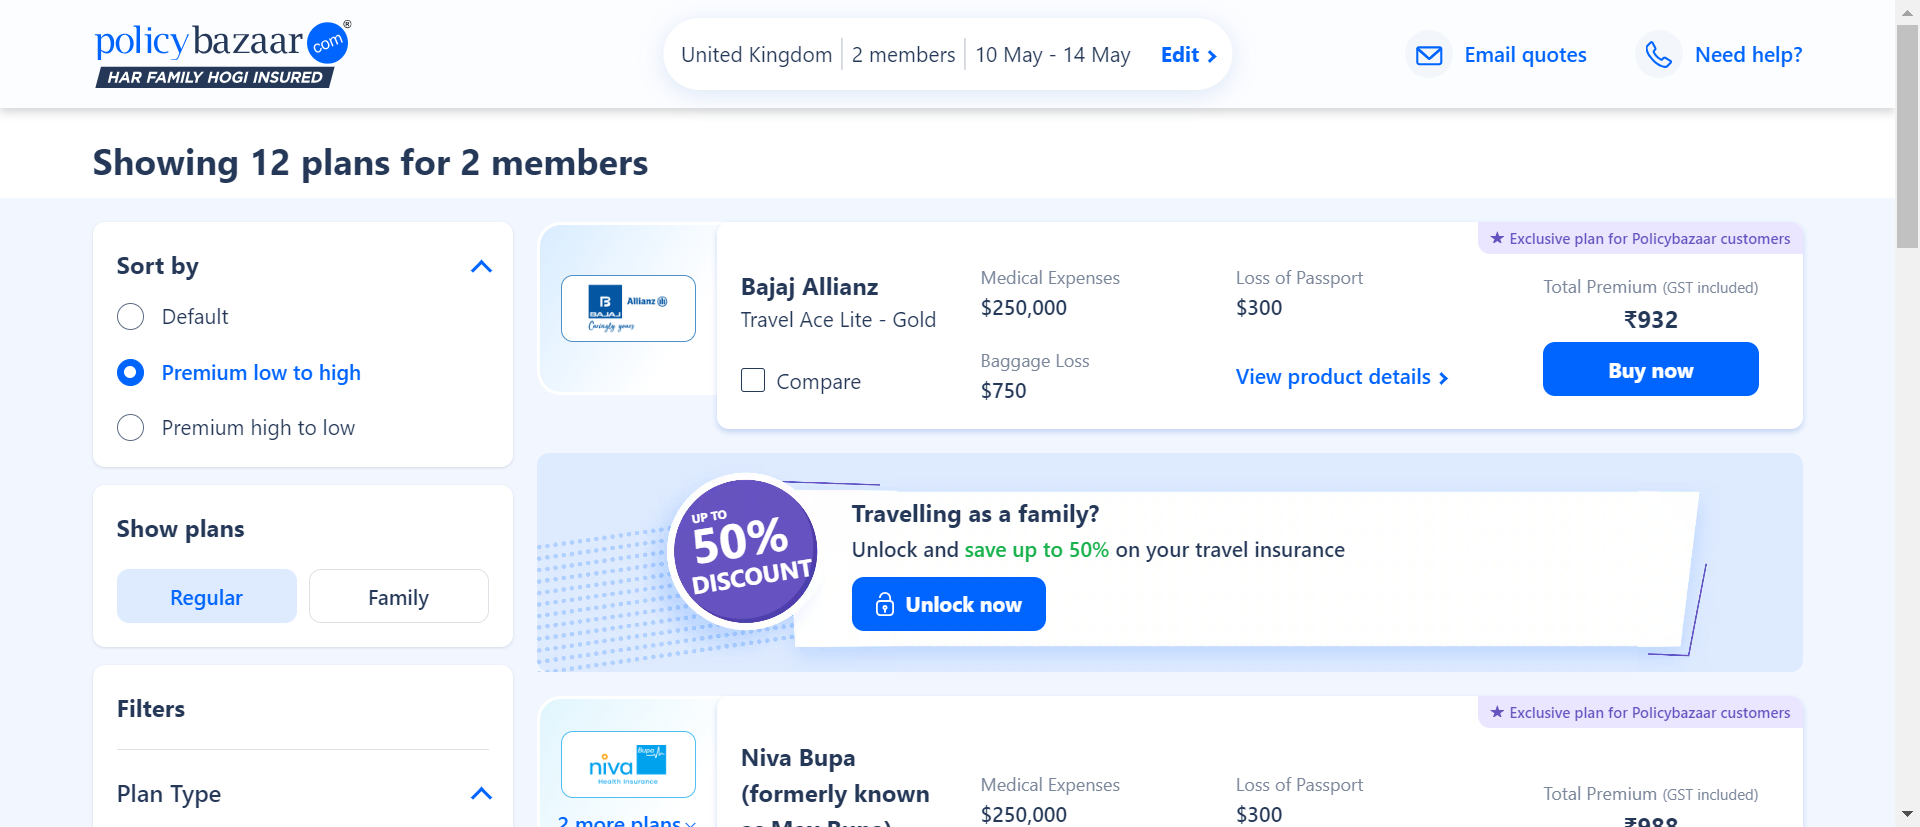 policybazaar.com®
HAR FAMILY HOGI INSURED
United Kingdom 2 members 10 May - 14 May Edit
Email quotes
Need help?
Showing 12 plans for 2 members
Sort by
Default
Premium low to high
Premium high to low
Show plans
Regular Family
Filters
Plan Type
Exclusive plan for Policybazaar customers
B
BAJAJ
Allianz
Caringly yours
Bajaj Allianz
Travel Ace Lite - Gold
Compare
Medical Expenses
$250,000
Loss of Passport
$300
Baggage Loss
$750
View product details
Total Premium (GST included)
₹932
Buy now
UP TO
50%
DISCOUNT
Travelling as a family?
Unlock and save up to 50% on your travel insurance
Unlock now
Exclusive plan for Policybazaar customers
niva Bupa
Health Insurance
2 more plans
Niva Bupa
(formerly known
as Max Bupa)
Medical Expenses
$250,000
Loss of Passport
$300
Total Premium (GST included)
₹988